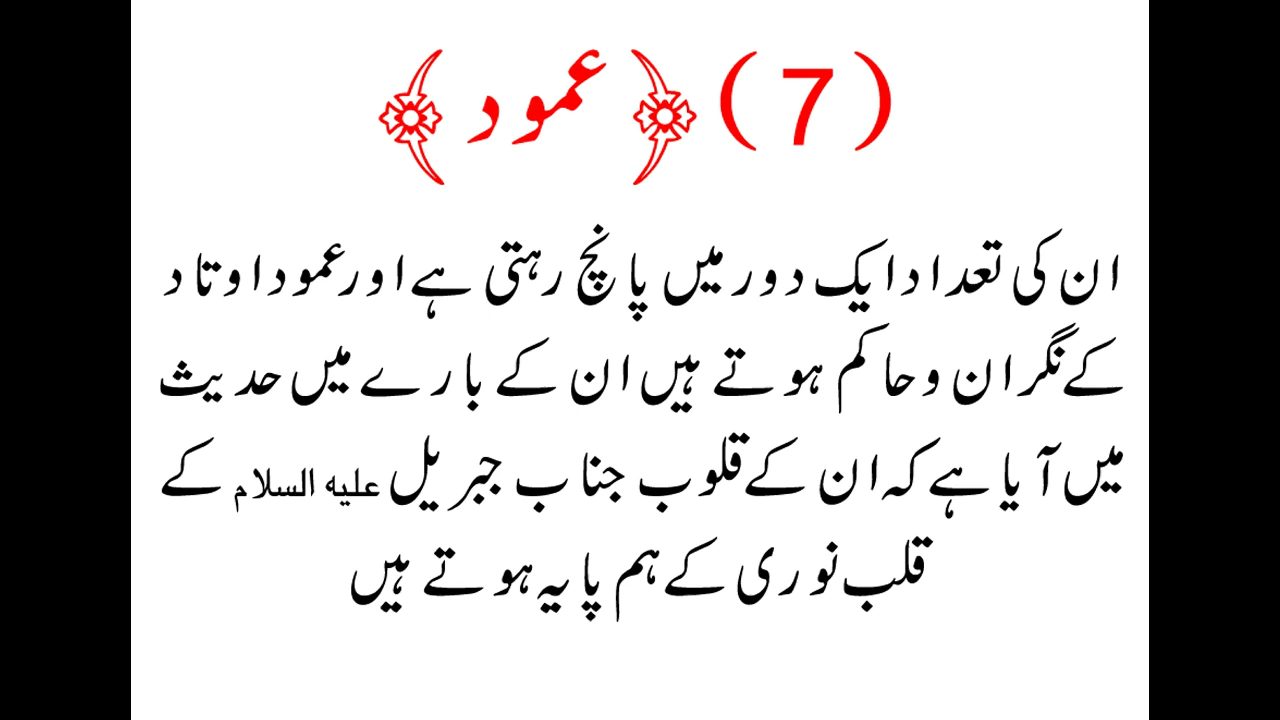 (7) ﴿عمود﴾
ان کی تعداد ایک دور میں پانچ رہتی ہے اور عمود اوتاد
کے نگران و حاکم ہوتے ہیں ان کے بارے میں حدیث
میں آیا ہے کہ ان کے قلوب جناب جبریل علیہ السلام کے
قلب نوری کے ہم پایہ ہوتے ہیں